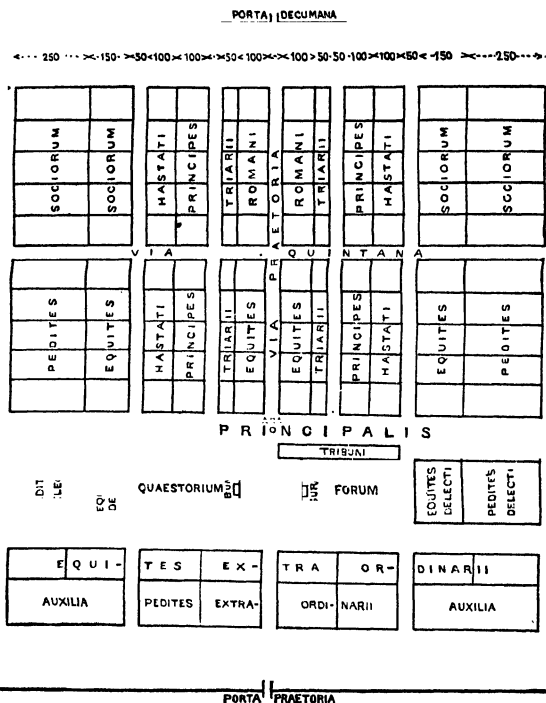 PORTA DECUMANA
250 150 50 100 100 50 100 100 50 50 100 100 50 150 250
SOCIORUM SOCIORUM HASTATI PRINCIPES TRIARII ROMANI ROMANI TRIARII PRINCIPES HASTATI SOCIORUM SOCIORUM
VIA QUINTANA
VIA PRAETORIA
PEDITES EQUITES HASTATI PRINCIPES TRIARII EQUITES EQUITES TRIARII PRINCIPES HASTATI EQUITES PEDITES
PRINCIPALIS
TRIBUNI
QUAESTORIUM FORUM EQUITES DELECTI PEDITES DELECTI
EQUI- TES EX- TRA OR- DINARII
AUXILIA PEDITES EXTRA- ORDI- NARII AUXILIA
PORTA PRAETORIA